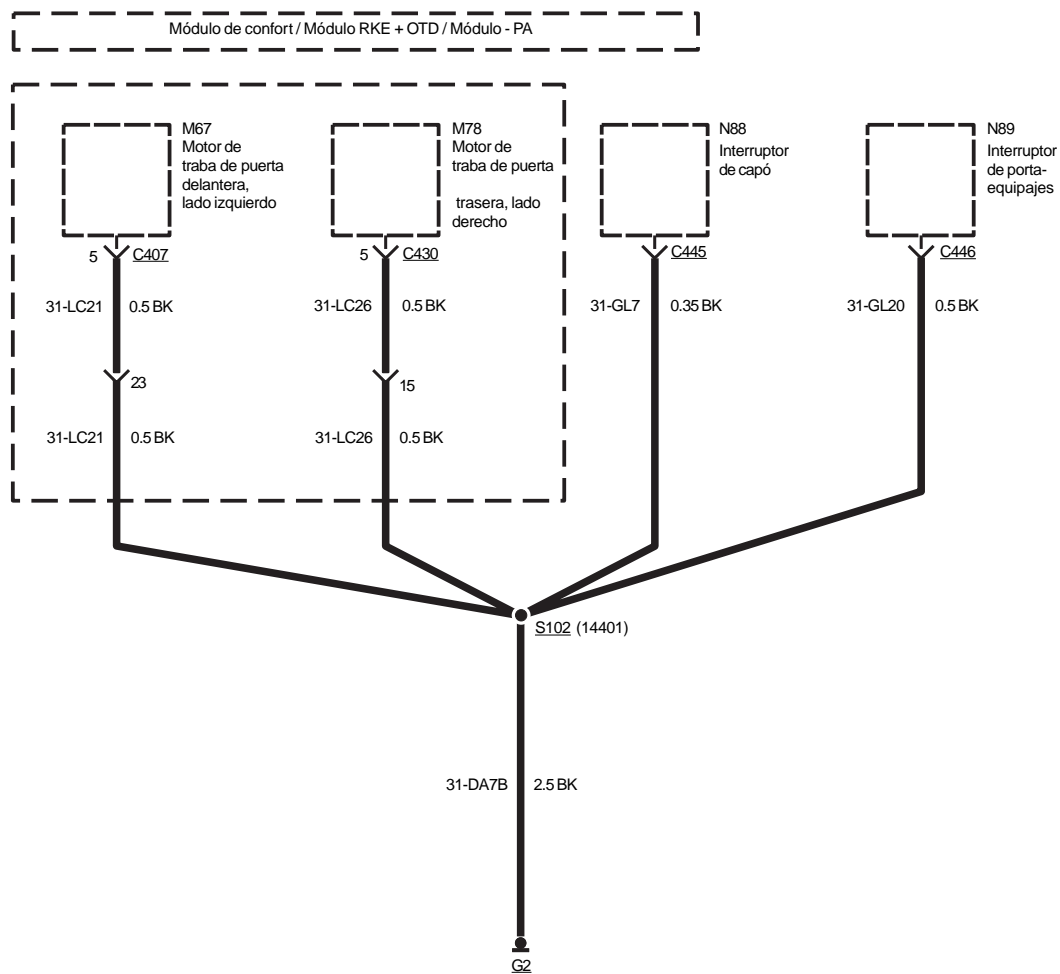 Módulo de confort / Módulo RKE + OTD / Módulo - PA
M67
Motor de
traba de puerta
delantera,
lado izquierdo
M78
Motor de
traba de puerta
trasera, lado
derecho
N88
Interruptor
de capó
N89
Interruptor
de porta-
equipajes
5 C407
5 C430
C445
C446
31-LC21 0.5 BK
31-LC26 0.5 BK
31-GL7 0.35 BK
31-GL20 0.5 BK
23
15
31-LC21 0.5 BK
31-LC26 0.5 BK
S102 (14401)
31-DA7B 2.5 BK
G2